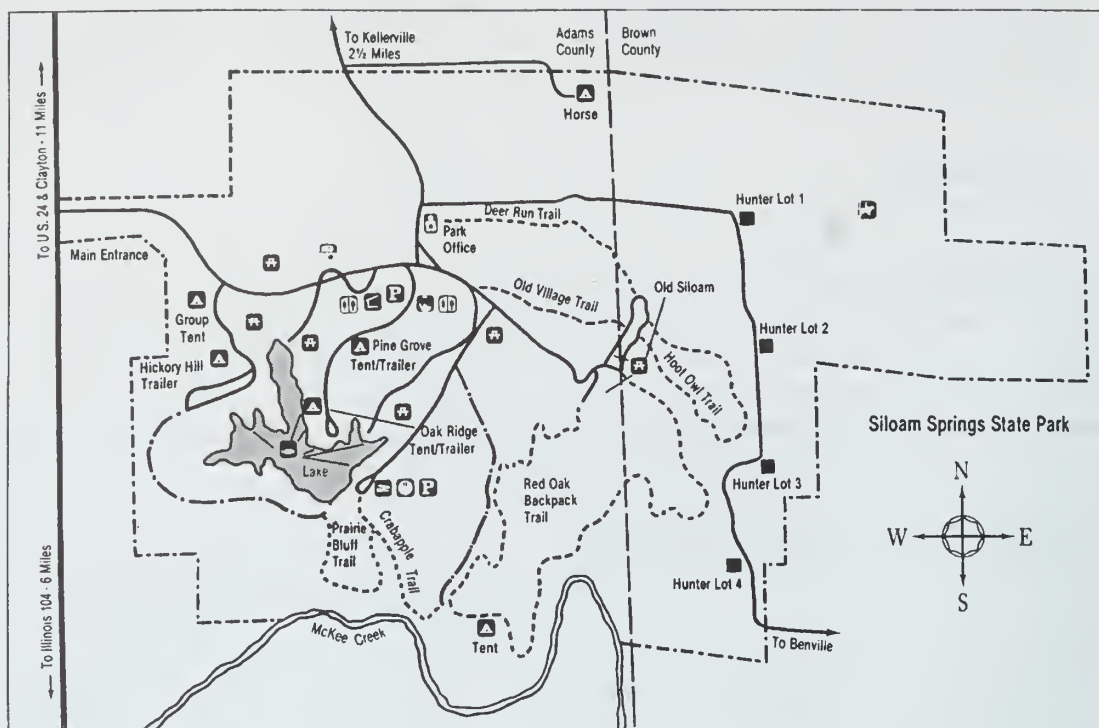 To Kellerville
2½ Miles
Adams
County
Brown
County
Horse
To U.S. 24 & Clayton - 11 Miles
Main Entrance
Park
Office
Deer Run Trail
Hunter Lot 1
Old Village Trail
Old Siloam
Group
Tent
P
Pine Grove
Tent/Trailer
Hickory Hill
Trailer
Hunter Lot 2
Hoot Owl Trail
Siloam Springs State Park
Oak Ridge
Tent/Trailer
Lake
Red Oak
Backpack
Trail
Hunter Lot 3
P
Prairie
Bluff
Trail
Crabapple Trail
N
W
E
S
Hunter Lot 4
McKee Creek
Tent
To Benville
To Illinois 104 - 6 Miles